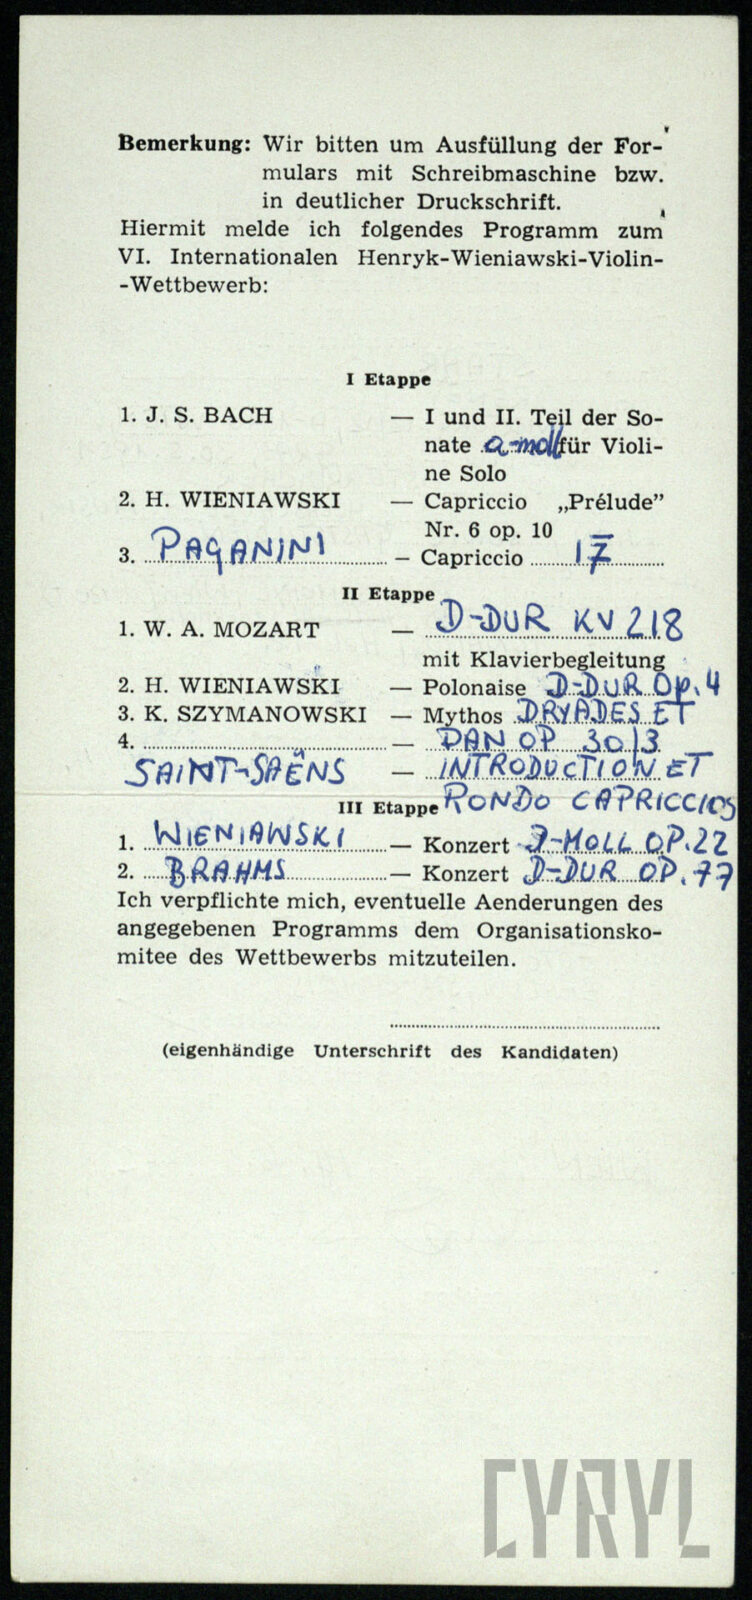 Bemerkung: Wir bitten um Ausfüllung der For-
mulars mit Schreibmaschine bzw.
in deutlicher Druckschrift.
Hiermit melde ich folgendes Programm zum
VI. Internationalen Henryk-Wieniawski-Violin-
-Wettbewerb:
I Etappe
1. J. S. BACH — I und II. Teil der So-
nate a-moll für Violi-
ne Solo
2. H. WIENIAWSKI — Capriccio „Prélude”
Nr. 6 op. 10
3. PAGANINI — Capriccio 17
II Etappe
1. W. A. MOZART — D-DUR KV 218
mit Klavierbegleitung
2. H. WIENIAWSKI — Polonaise D-DUR Op. 4
3. K. SZYMANOWSKI — Mythos DRYADES ET
4. — PAN OP 30/3
SAINT-SAËNS — INTRODUCTION ET
RONDO CAPRICCIOS
III Etappe
1. WIENIAWSKI — Konzert D-MOLL OP. 22
2. BRAHMS — Konzert D-DUR OP. 77
Ich verpflichte mich, eventuelle Aenderungen des
angegebenen Programms dem Organisationsko-
mitee des Wettbewerbs mitzuteilen.
(eigenhändige Unterschrift des Kandidaten)
CYRYL